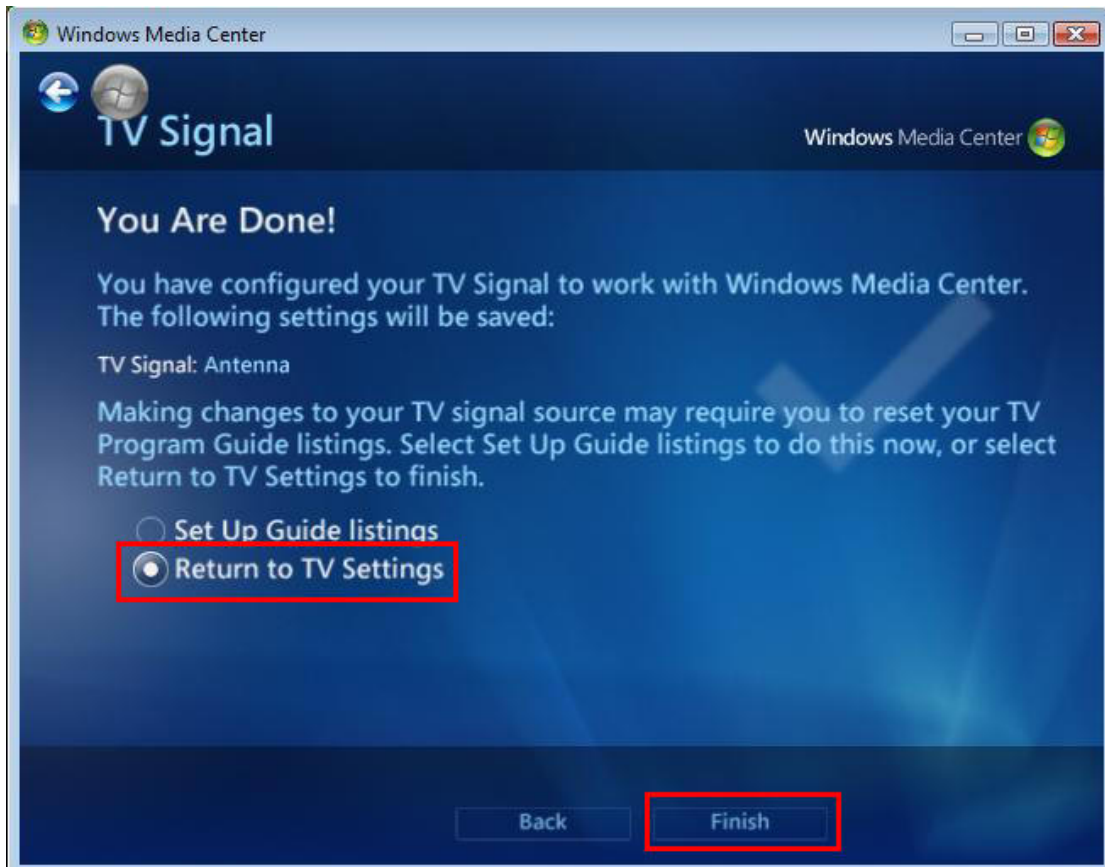 Windows Media Center
TV Signal
Windows Media Center
You Are Done!
You have configured your TV Signal to work with Windows Media Center.
The following settings will be saved:
TV Signal: Antenna
Making changes to your TV signal source may require you to reset your TV
Program Guide listings. Select Set Up Guide listings to do this now, or select
Return to TV Settings to finish.
Set Up Guide listings
Return to TV Settings
Back Finish